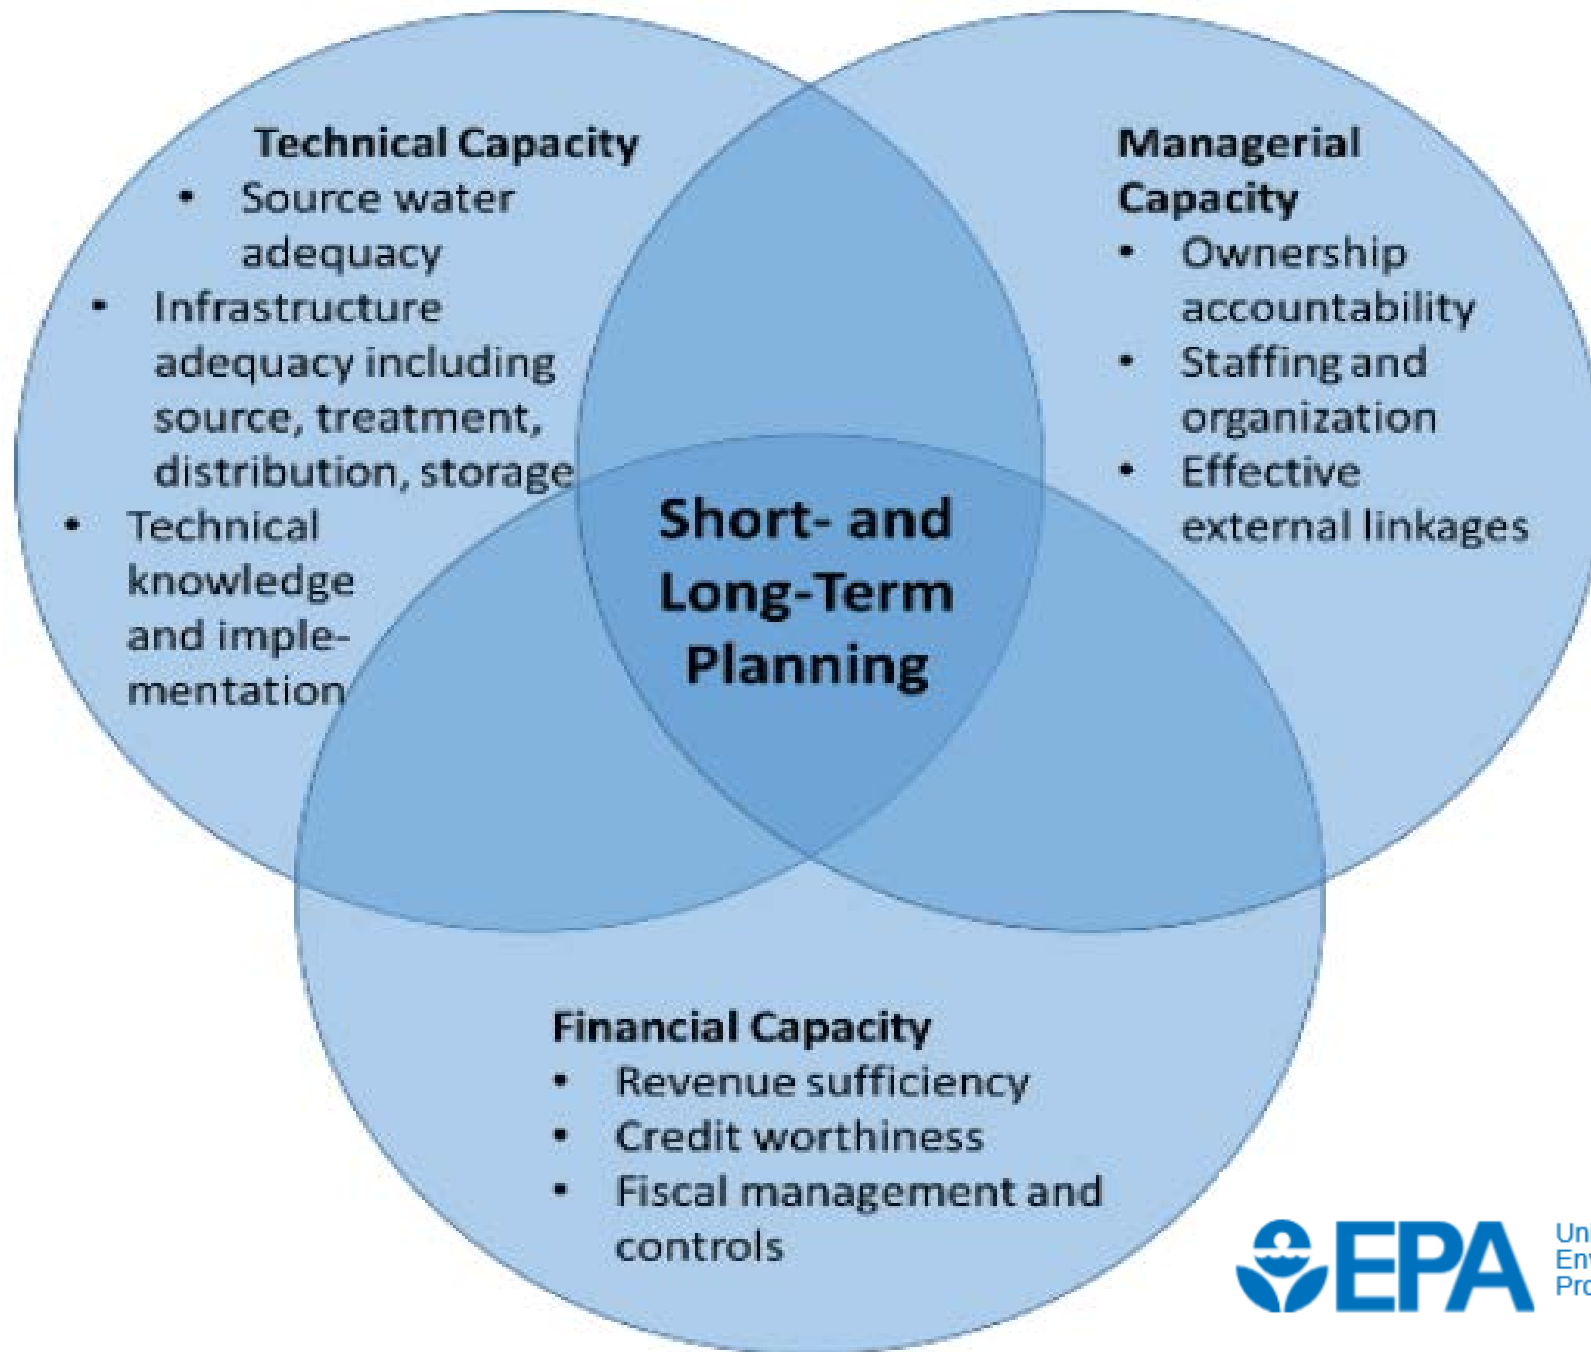 Technical Capacity
• Source water
adequacy
• Infrastructure
adequacy including
source, treatment,
distribution, storage
• Technical
knowledge
and imple-
mentation
Managerial
Capacity
• Ownership
accountability
• Staffing and
organization
• Effective
external linkages
Short- and
Long-Term
Planning
Financial Capacity
• Revenue sufficiency
• Credit worthiness
• Fiscal management and
controls
EPA